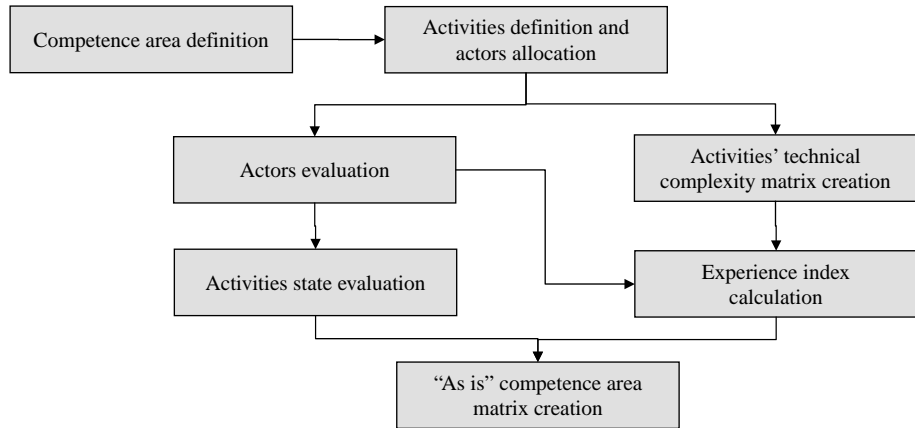 Competence area definition
Activities definition and
actors allocation
Actors evaluation
Activities’ technical
complexity matrix creation
Activities state evaluation
Experience index
calculation
“As is” competence area
matrix creation